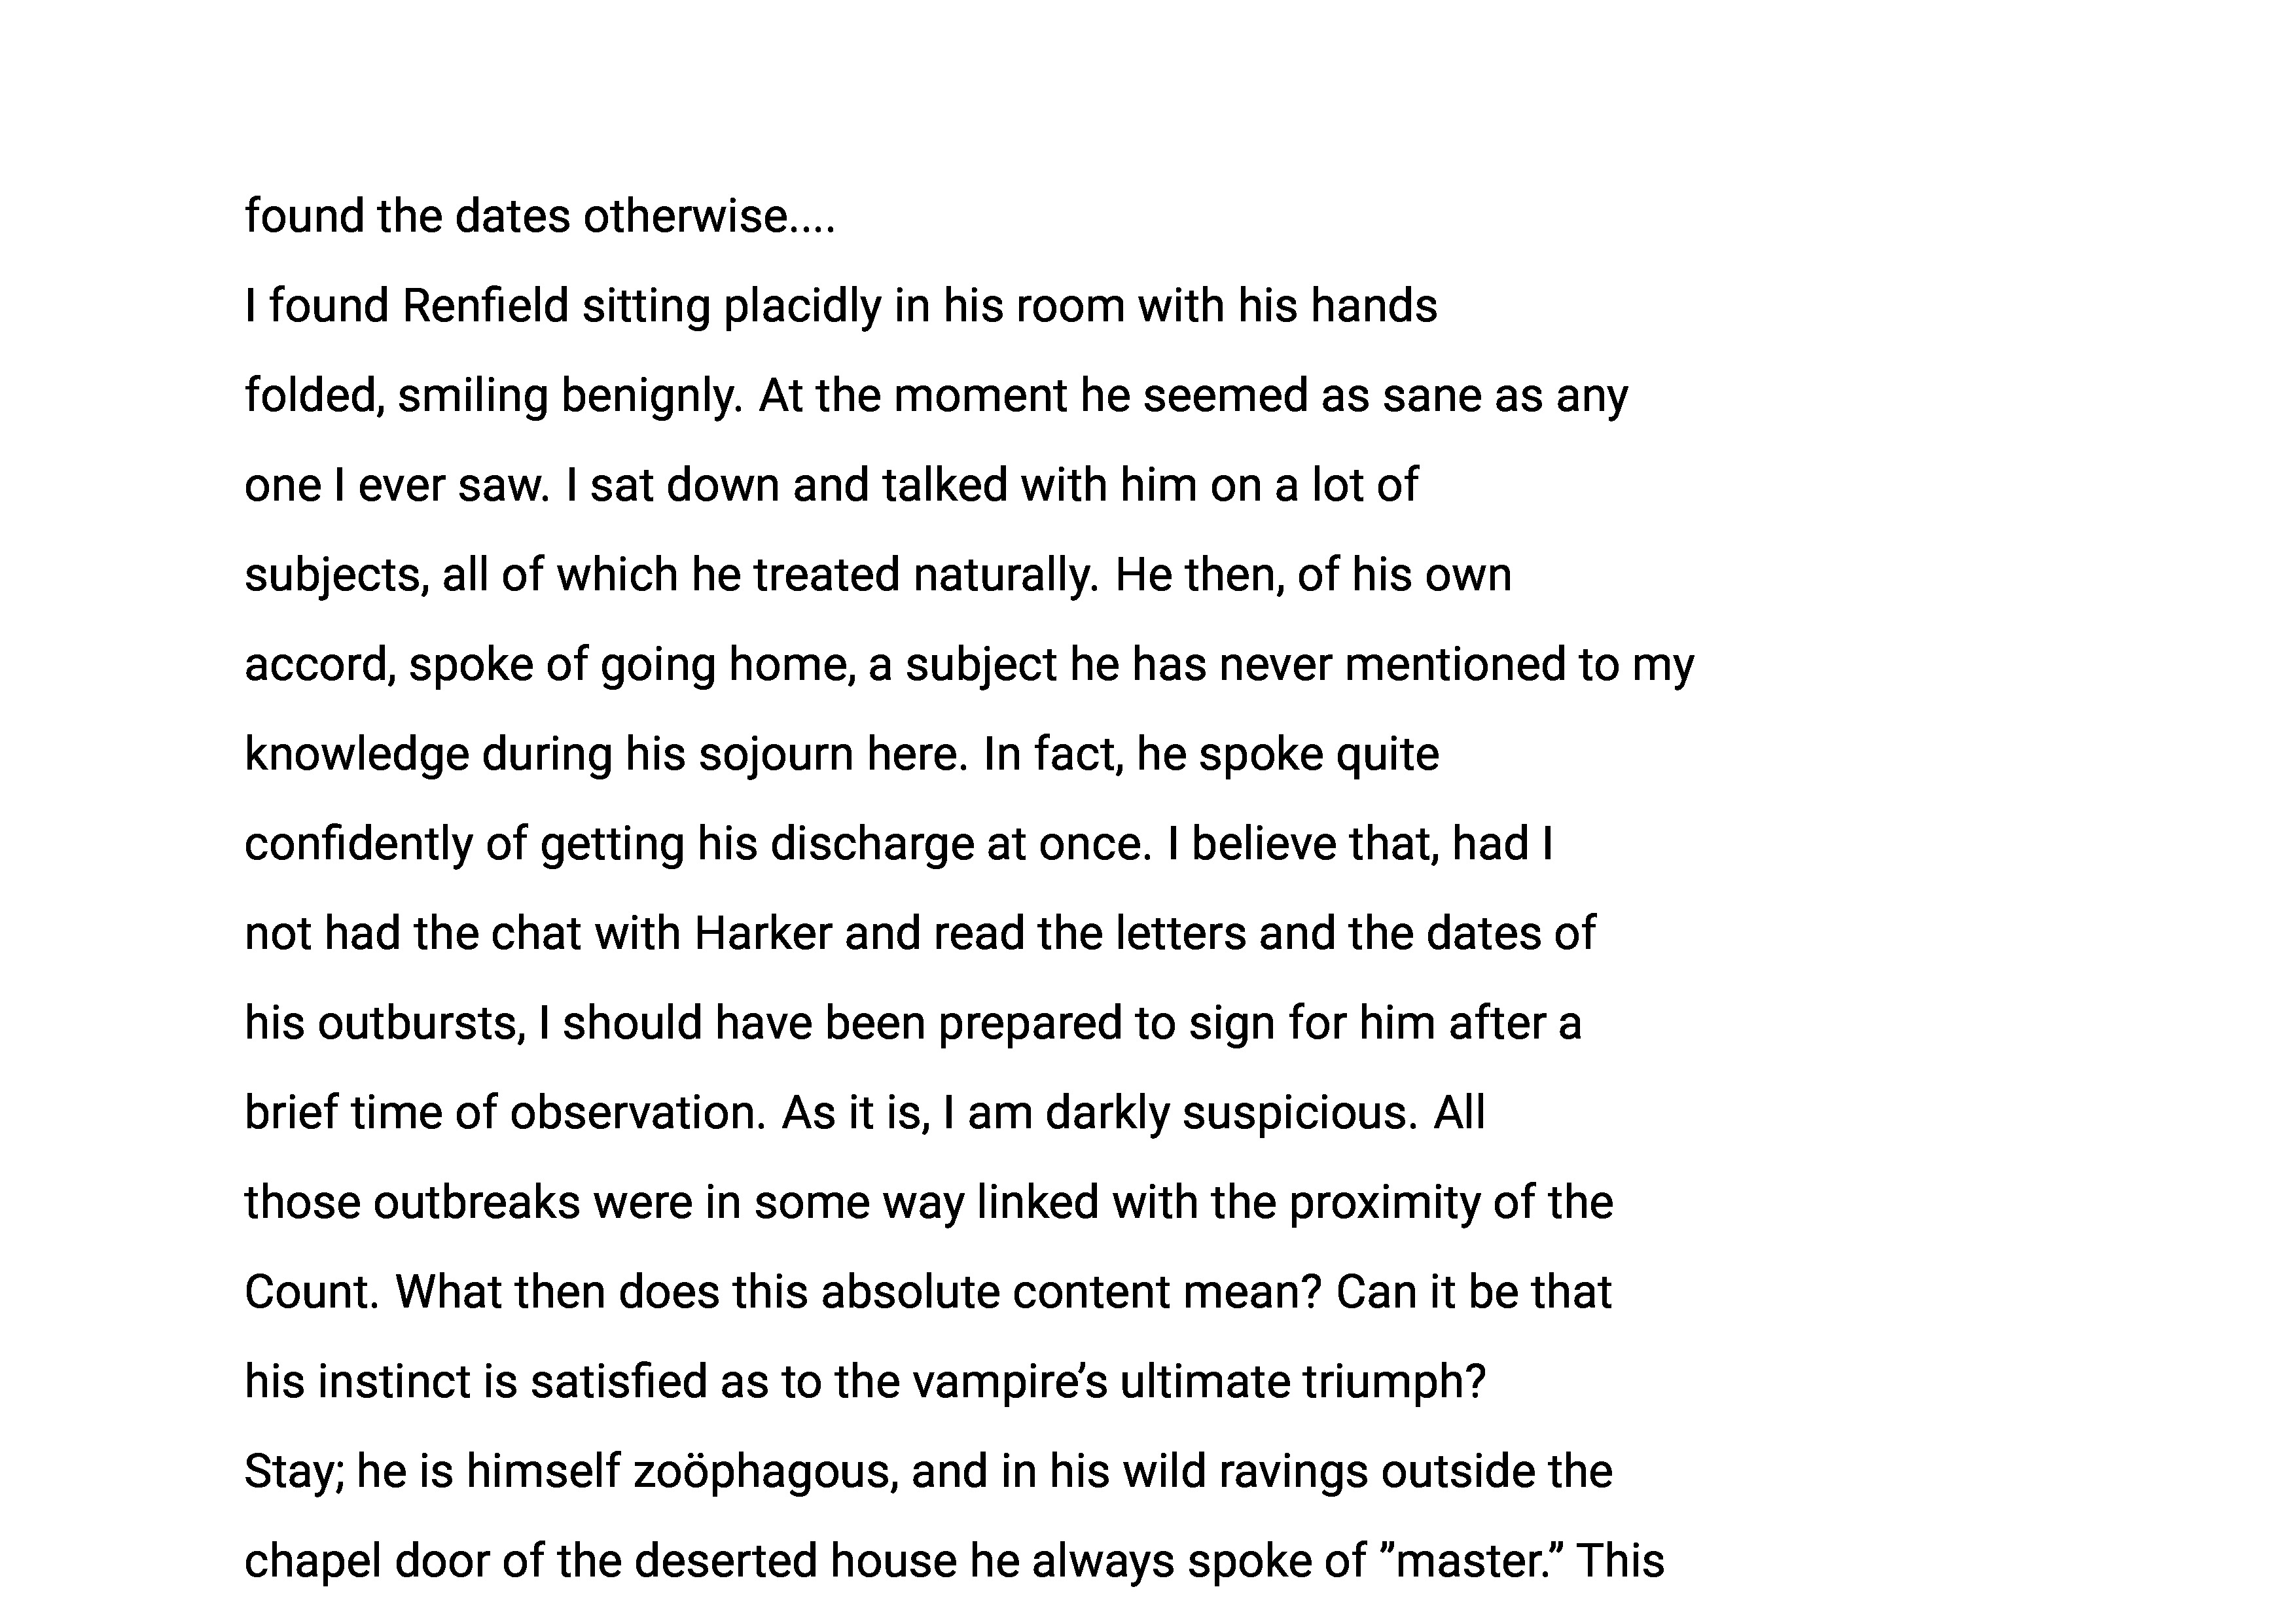 found the dates otherwise....
I found Renfield sitting placidly in his room with his hands
folded, smiling benignly. At the moment he seemed as sane as any
one I ever saw. I sat down and talked with him on a lot of
subjects, all of which he treated naturally. He then, of his own
accord, spoke of going home, a subject he has never mentioned to my
knowledge during his sojourn here. In fact, he spoke quite
confidently of getting his discharge at once. I believe that, had I
not had the chat with Harker and read the letters and the dates of
his outbursts, I should have been prepared to sign for him after a
brief time of observation. As it is, I am darkly suspicious. All
those outbreaks were in some way linked with the proximity of the
Count. What then does this absolute content mean? Can it be that
his instinct is satisfied as to the vampire’s ultimate triumph?
Stay; he is himself zoöphagous, and in his wild ravings outside the
chapel door of the deserted house he always spoke of ”master.” This